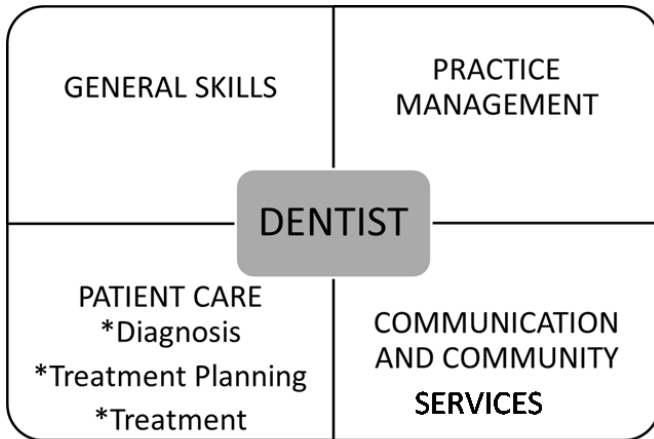 GENERAL SKILLS
PRACTICE
MANAGEMENT
DENTIST
PATIENT CARE
*Diagnosis
*Treatment Planning
*Treatment
COMMUNICATION
AND COMMUNITY
SERVICES